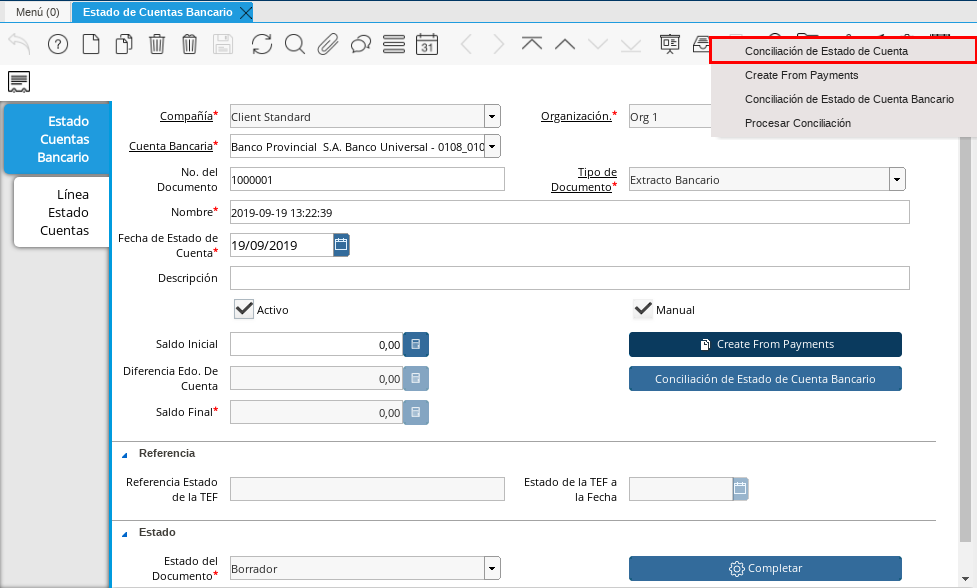 Menú (0)
Estado de Cuentas Bancario
31
Conciliación de Estado de Cuenta
Create From Payments
Conciliación de Estado de Cuenta Bancario
Procesar Conciliación
Estado
Cuentas
Bancario
Línea
Estado
Cuentas
Compañía*
Client Standard
Organización.*
Org 1
Cuenta Bancaria*
Banco Provincial  S.A. Banco Universal - 0108_010
No. del
Documento
1000001
Tipo de
Documento*
Extracto Bancario
Nombre*
2019-09-19 13:22:39
Fecha de Estado de
Cuenta*
19/09/2019
Descripción
Activo
Manual
Saldo Inicial
0,00
Create From Payments
Diferencia Edo. De
Cuenta
0,00
Conciliación de Estado de Cuenta Bancario
Saldo Final*
0,00
Referencia
Referencia Estado
de la TEF
Estado de la TEF a
la Fecha
Estado
Estado del
Documento*
Borrador
Completar